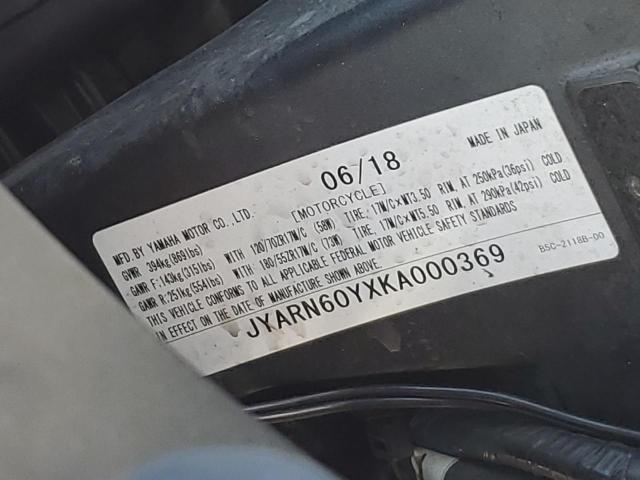 06/18
MADE IN JAPAN
MFD BY YAMAHA MOTOR CO., LTD. [MOTORCYCLE]
GVWR 394kg(869lbs)
GAWR F:143kg(315lbs) WITH 120/70ZR17M/C (58W) TIRE: 17M/C×MT3.50 RIM, AT 250kPa(36psi) COLD
GAWR R:251kg(554lbs) WITH 180/55ZR17M/C (73W) TIRE: 17M/C×MT5.50 RIM, AT 290kPa(42psi) COLD
THIS VEHICLE CONFORMS TO ALL APPLICABLE FEDERAL MOTOR VEHICLE SAFETY STANDARDS
IN EFFECT ON THE DATE OF MANUFACTURE SHOWN ABOVE.
B5C-2118B-00
JYARN60YXKA000369